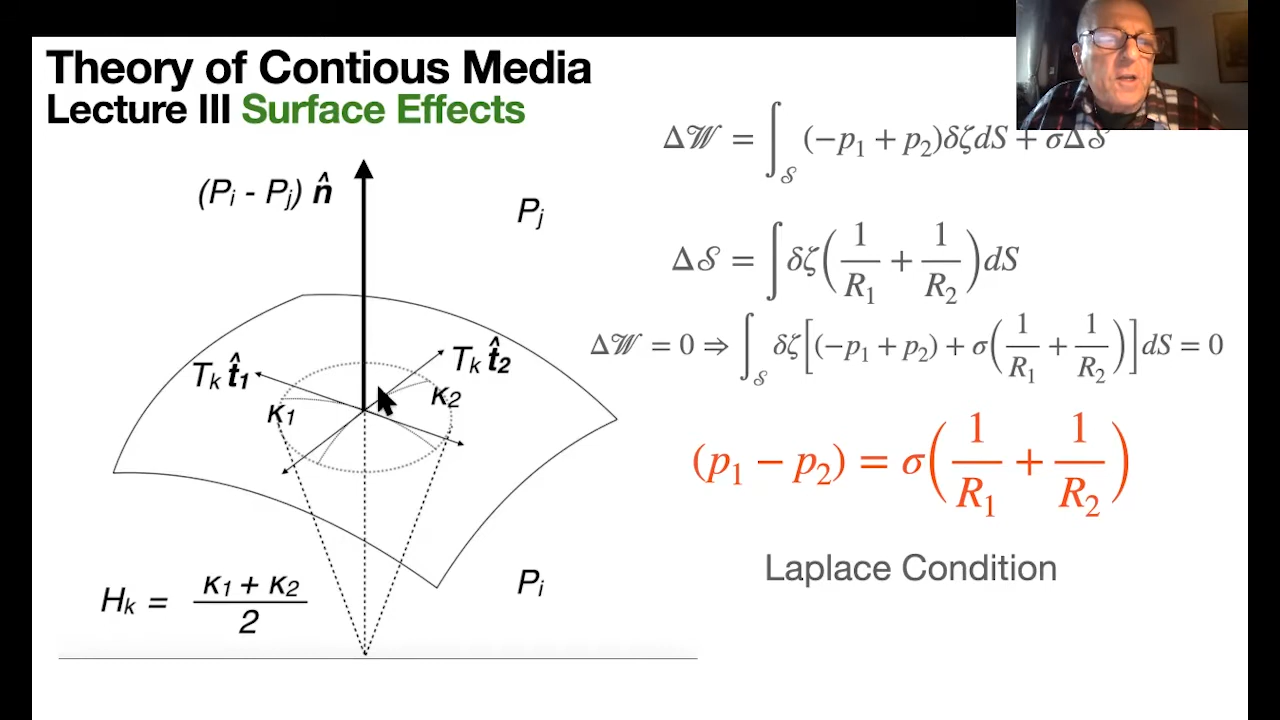 Theory of Contious Media
Lecture III Surface Effects
(Pᵢ - Pⱼ) n̂
Pⱼ
Tₖ t̂₁
Tₖ t̂₂
κ₁
κ₂
Pᵢ
Hₖ = (κ₁ + κ₂) / 2
Δ𝒲 = ∫_𝒮 (−p₁ + p₂)δζdS + σΔ𝒮
Δ𝒮 = ∫ δζ(1/R₁ + 1/R₂)dS
Δ𝒲 = 0 ⇒ ∫_𝒮 δζ[(−p₁ + p₂) + σ(1/R₁ + 1/R₂)]dS = 0
(p₁ − p₂) = σ(1/R₁ + 1/R₂)
Laplace Condition